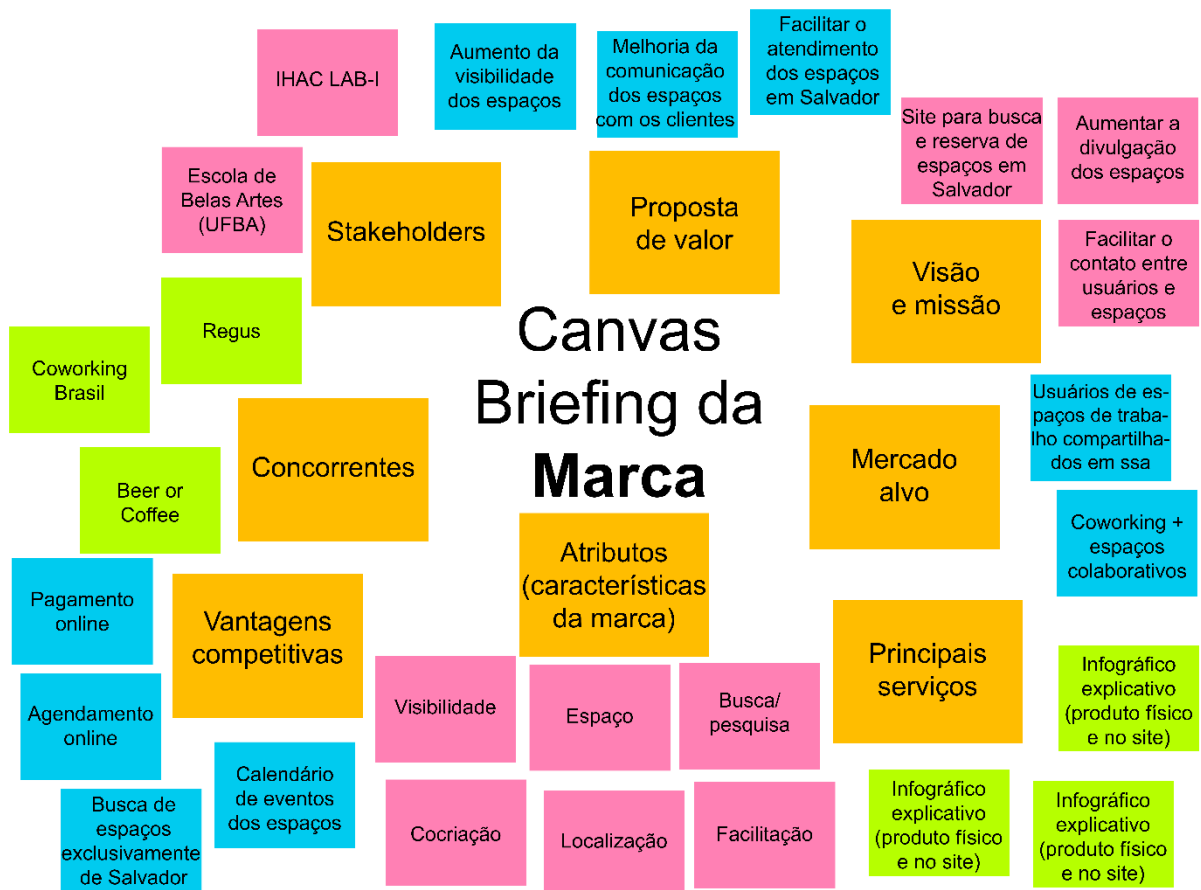 Canvas
Briefing da
Marca
Stakeholders
IHAC LAB-I
Escola de
Belas Artes
(UFBA)
Proposta
de valor
Aumento da
visibilidade
dos espaços
Melhoria da
comunicação
dos espaços
com os clientes
Facilitar o
atendimento
dos espaços
em Salvador
Visão
e missão
Site para busca
e reserva de
espaços em
Salvador
Aumentar a
divulgação
dos espaços
Facilitar o
contato entre
usuários e
espaços
Mercado
alvo
Usuários de es-
paços de traba-
lho compartilha-
dos em ssa
Coworking +
espaços
colaborativos
Principais
serviços
Infográfico
explicativo
(produto físico
e no site)
Infográfico
explicativo
(produto físico
e no site)
Infográfico
explicativo
(produto físico
e no site)
Atributos
(características
da marca)
Visibilidade
Espaço
Busca/
pesquisa
Cocriação
Localização
Facilitação
Vantagens
competitivas
Pagamento
online
Agendamento
online
Busca de
espaços
exclusivamente
de Salvador
Calendário
de eventos
dos espaços
Concorrentes
Regus
Coworking
Brasil
Beer or
Coffee